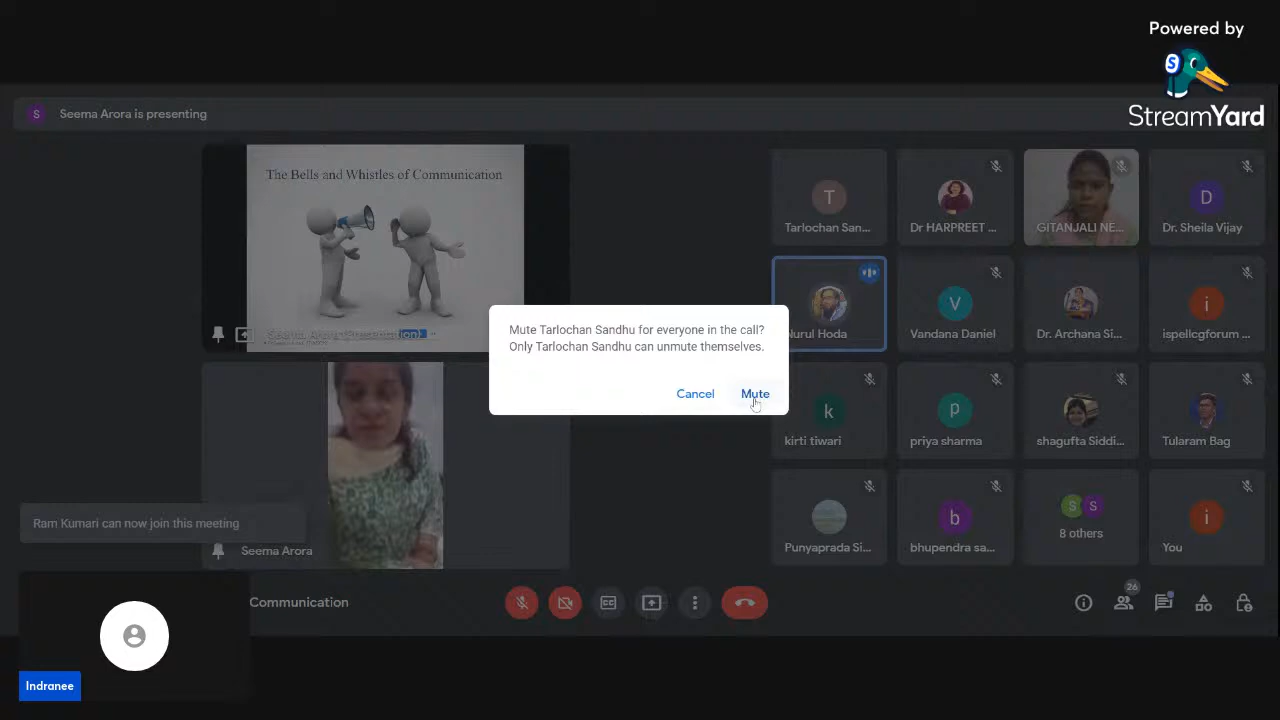 Powered by
StreamYard
S
Seema Arora is presenting
The Bells and Whistles of Communication
Seema Arora (Presentation)
T
Tarlochan San...
Dr HARPREET ...
GITANJALI NE...
D
Dr. Sheila Vijay
Nurul Hoda
V
Vandana Daniel
Dr. Archana Si...
i
ispellcgforum ...
Mute Tarlochan Sandhu for everyone in the call?
Only Tarlochan Sandhu can unmute themselves.
Cancel
Mute
k
kirti tiwari
p
priya sharma
shagufta Siddi...
Tularam Bag
Punyaprada Si...
b
bhupendra sa...
S S
8 others
i
You
Ram Kumari can now join this meeting
Seema Arora
Communication
26
Indranee